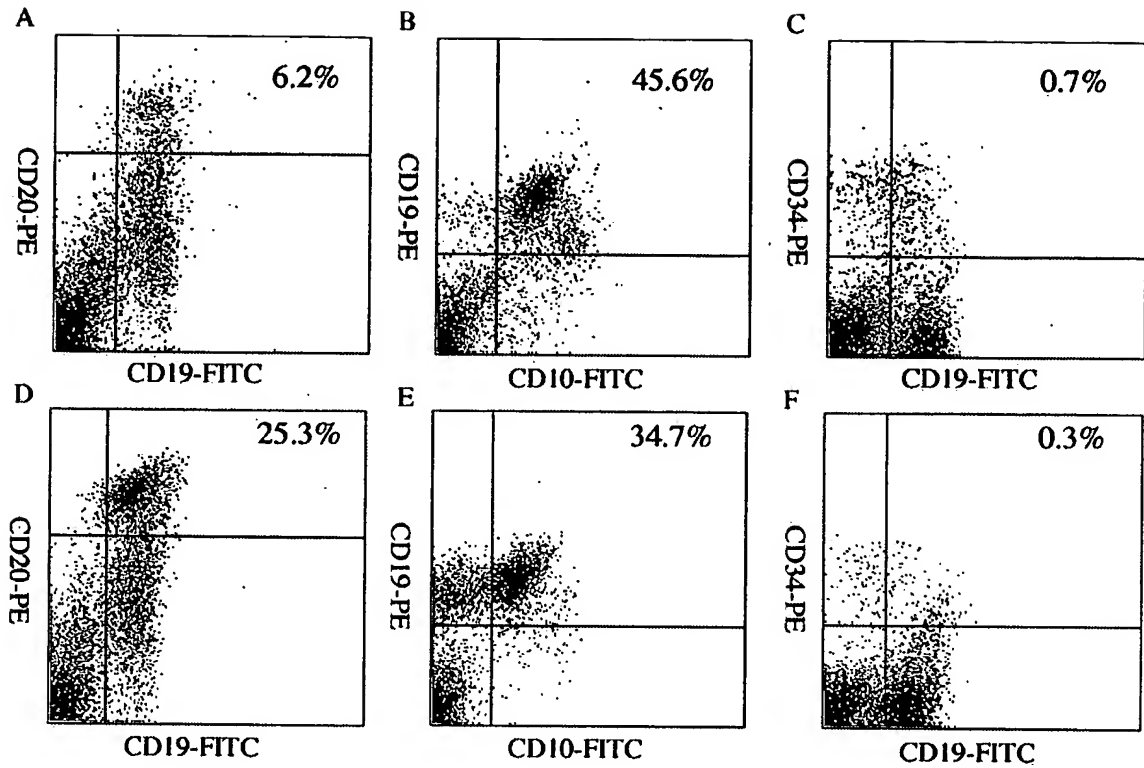 A
6.2%
CD20-PE
CD19-FITC
B
45.6%
CD19-PE
CD10-FITC
C
0.7%
CD34-PE
CD19-FITC
D
25.3%
CD20-PE
CD19-FITC
E
34.7%
CD19-PE
CD10-FITC
F
0.3%
CD34-PE
CD19-FITC